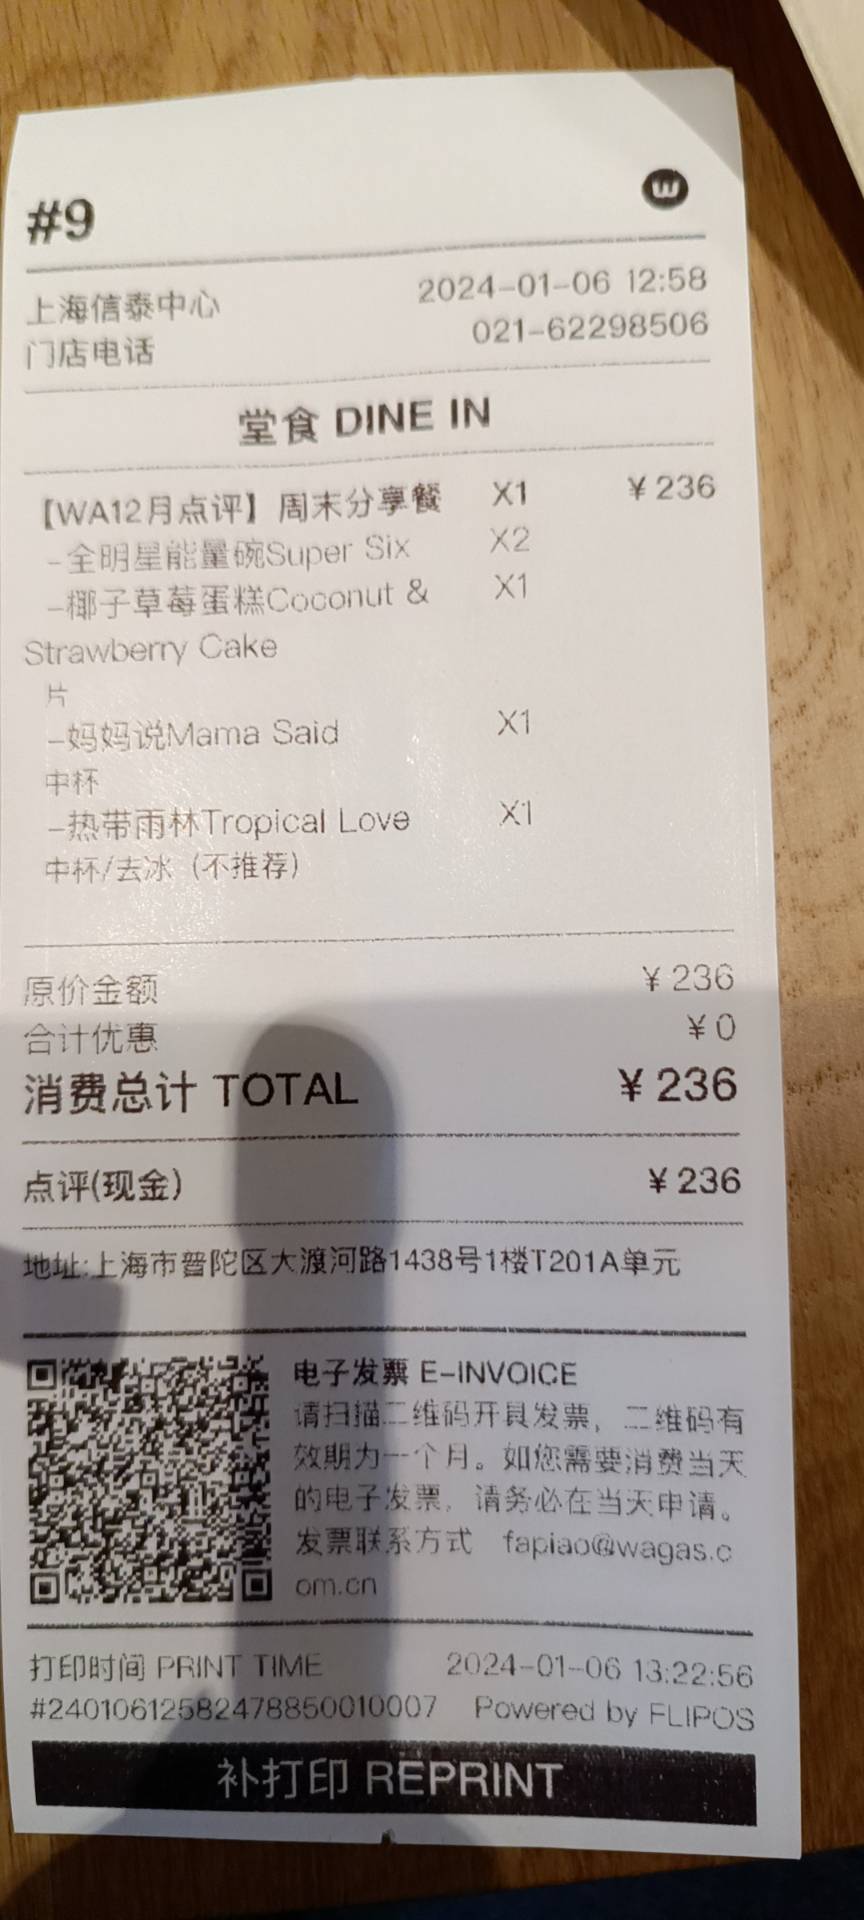 #9
W
上海信泰中心 2024-01-06 12:58
门店电话 021-62298506
堂食 DINE IN
【WA12月点评】周末分享餐 X1 ¥236
-全明星能量碗Super Six X2
-椰子草莓蛋糕Coconut & X1
Strawberry Cake
片
-妈妈说Mama Said X1
中杯
-热带雨林Tropical Love X1
中杯/去冰（不推荐）
原价金额 ¥236
合计优惠 ¥0
消费总计 TOTAL ¥236
点评(现金) ¥236
地址:上海市普陀区大渡河路1438号1楼T201A单元
电子发票 E-INVOICE
请扫描二维码开具发票，二维码有
效期为一个月。如您需要消费当天
的电子发票，请务必在当天申请。
发票联系方式 fapiao@wagas.c
om.cn
打印时间 PRINT TIME 2024-01-06 13:22:56
#24010612582478850010007 Powered by FLIPOS
补打印 REPRINT